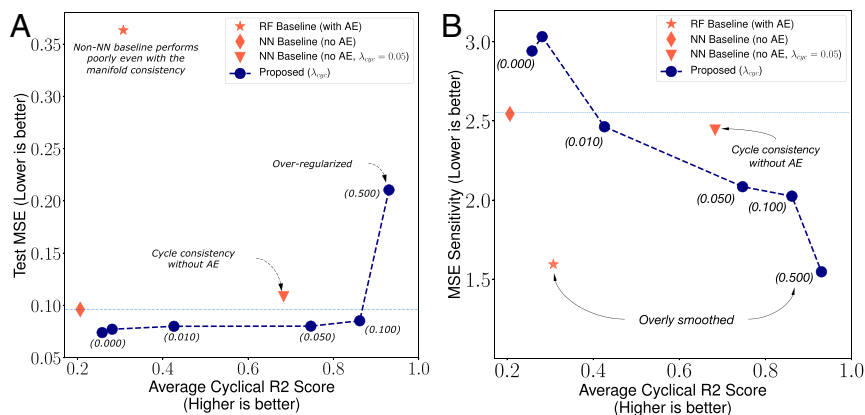 A
0.35
0.30
0.25
0.20
0.15
0.10
0.05
Test MSE (Lower is better)
★ RF Baseline (with AE)
NN Baseline (no AE)
NN Baseline (no AE, λcyc = 0.05)
Proposed (λcyc)
Non-NN baseline performs
poorly even with the
manifold consistency
Over-regularized
(0.500)
Cycle consistency
without AE
(0.000)
(0.010)
(0.050)
(0.100)
0.2 0.4 0.6 0.8 1.0
Average Cyclical R2 Score
(Higher is better)
B
3.0
2.5
2.0
1.5
MSE Sensitivity (Lower is better)
RF Baseline (with AE)
NN Baseline (no AE)
NN Baseline (no AE, λcyc = 0.05)
Proposed (λcyc)
(0.000)
(0.010)
Cycle consistency
without AE
(0.050)
(0.100)
(0.500)
Overly smoothed
0.2 0.4 0.6 0.8 1.0
Average Cyclical R2 Score
(Higher is better)